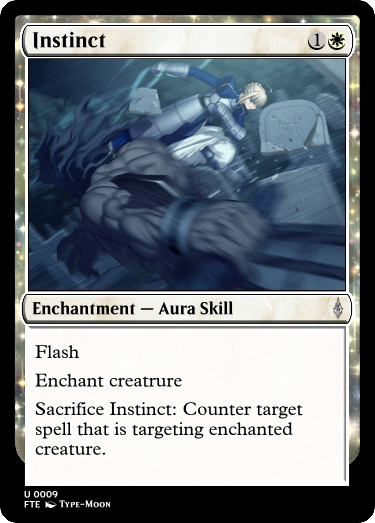 Instinct 1
Enchantment — Aura Skill
Flash
Enchant creatrure
Sacrifice Instinct: Counter target
spell that is targeting enchanted
creature.
U 0009
FTE Type-Moon